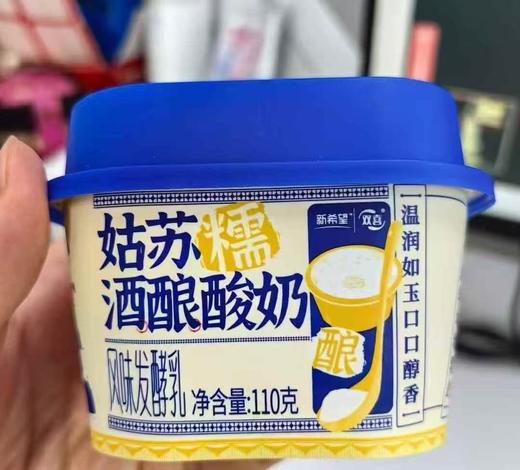 姑苏糯
酒酿酸奶
风味发酵乳 净含量:110克
新希望 双喜
酿
温润如玉口口醇香